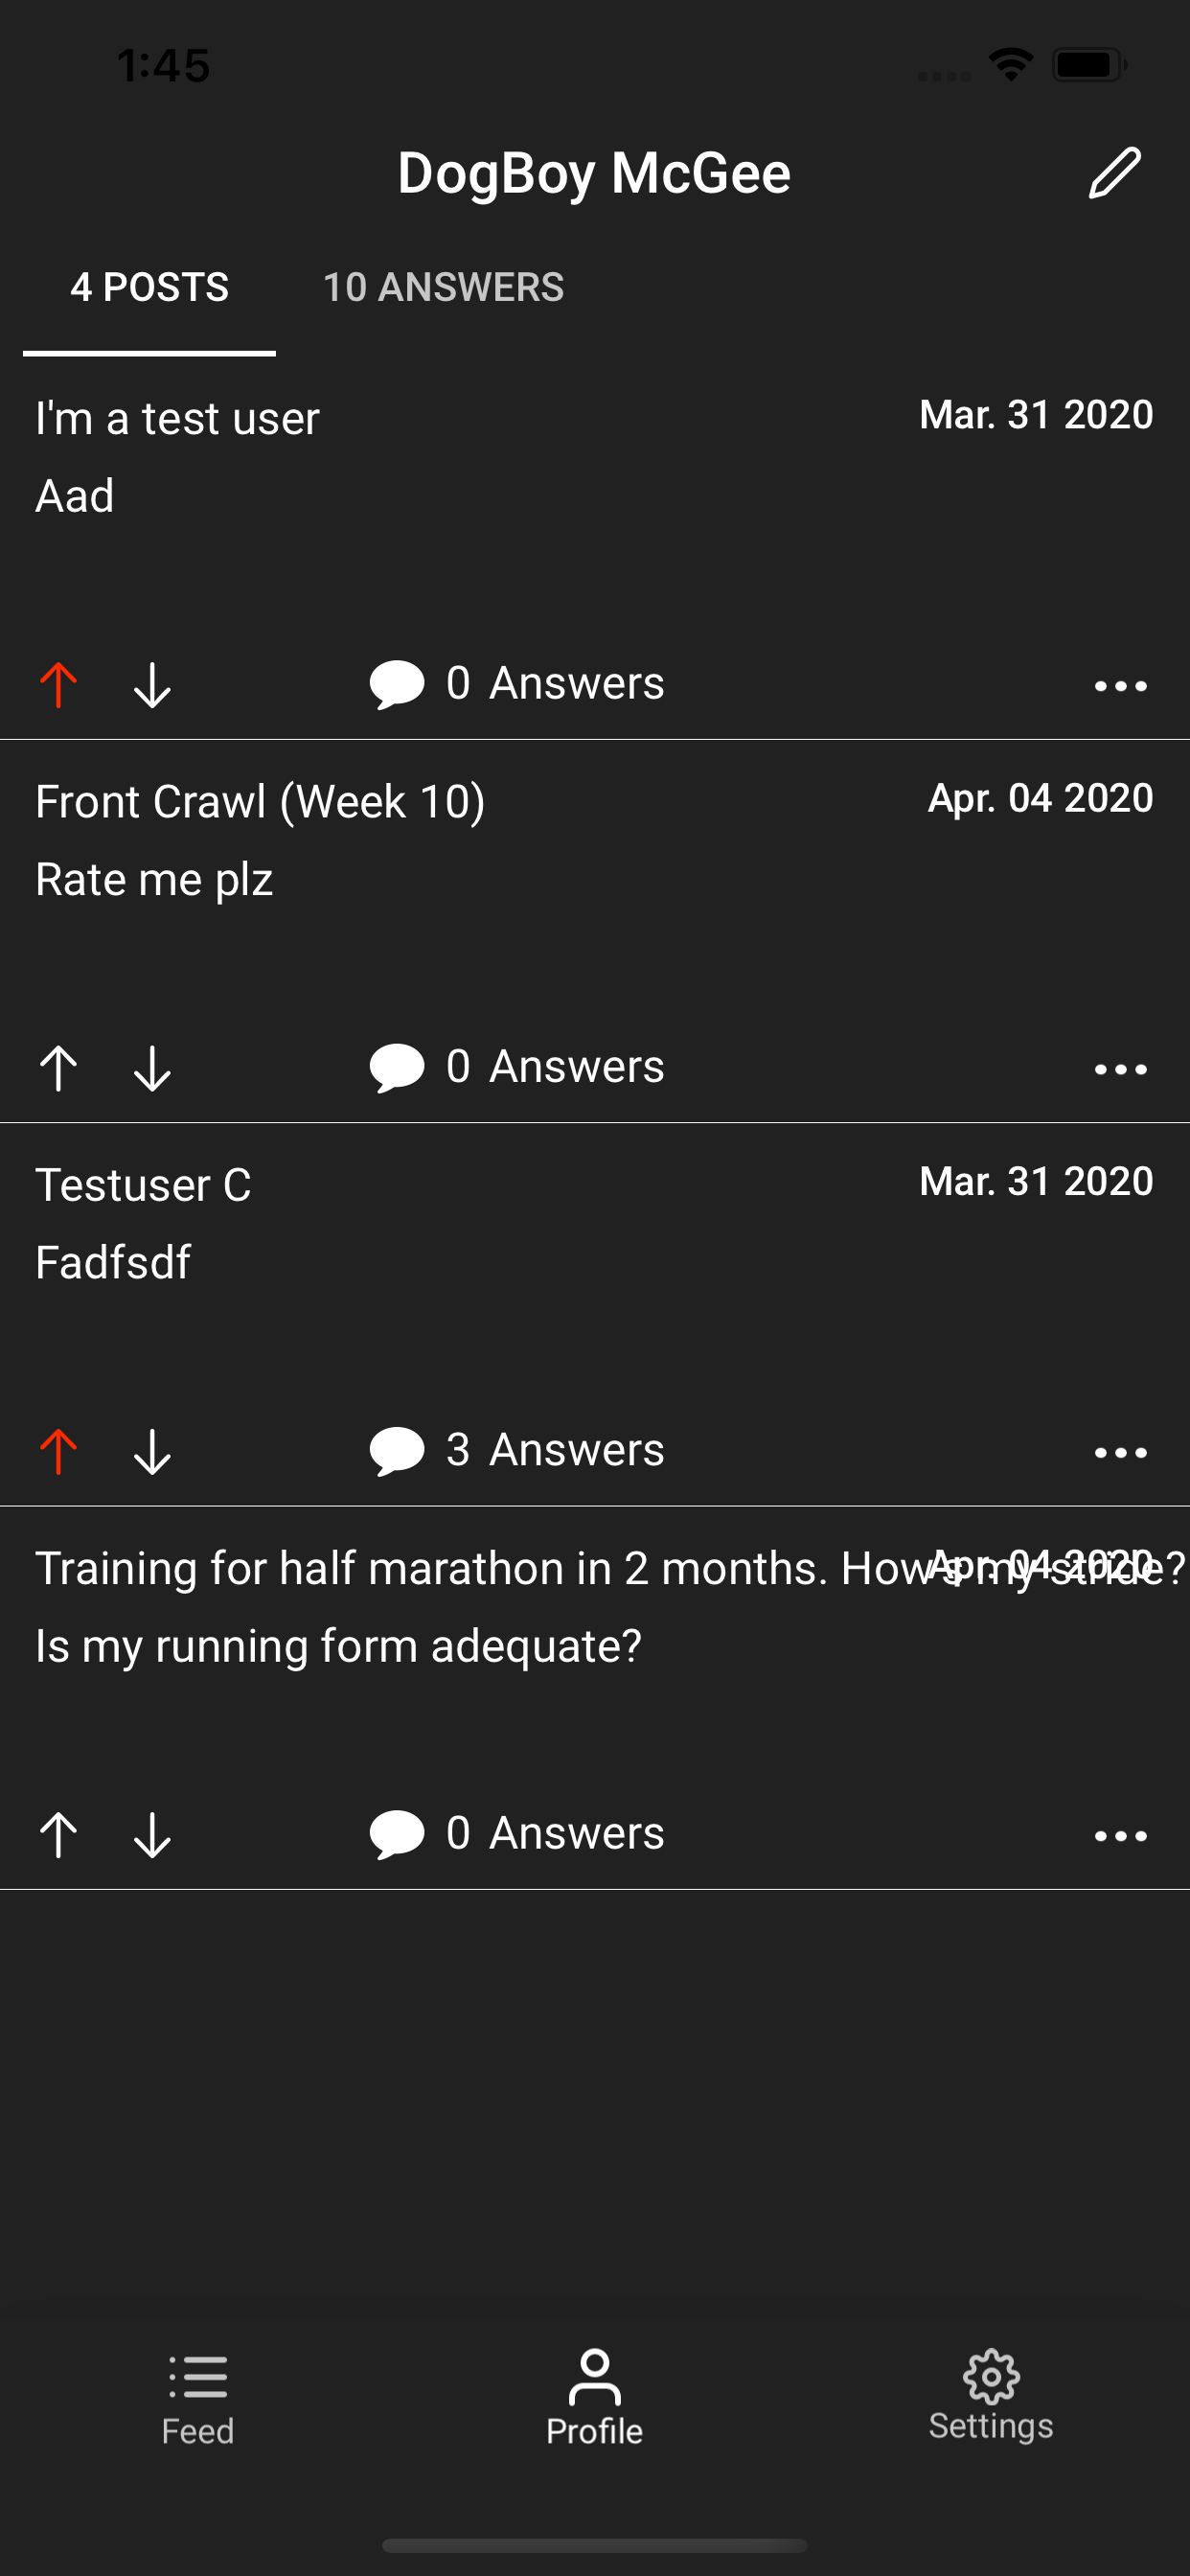 1:45
DogBoy McGee
4 POSTS 10 ANSWERS
I'm a test user Mar. 31 2020
Aad
0 Answers
Front Crawl (Week 10) Apr. 04 2020
Rate me plz
0 Answers
Testuser C Mar. 31 2020
Fadfsdf
3 Answers
Training for half marathon in 2 months. How's my stride? Apr. 04 2020
Is my running form adequate?
0 Answers
Feed Profile Settings